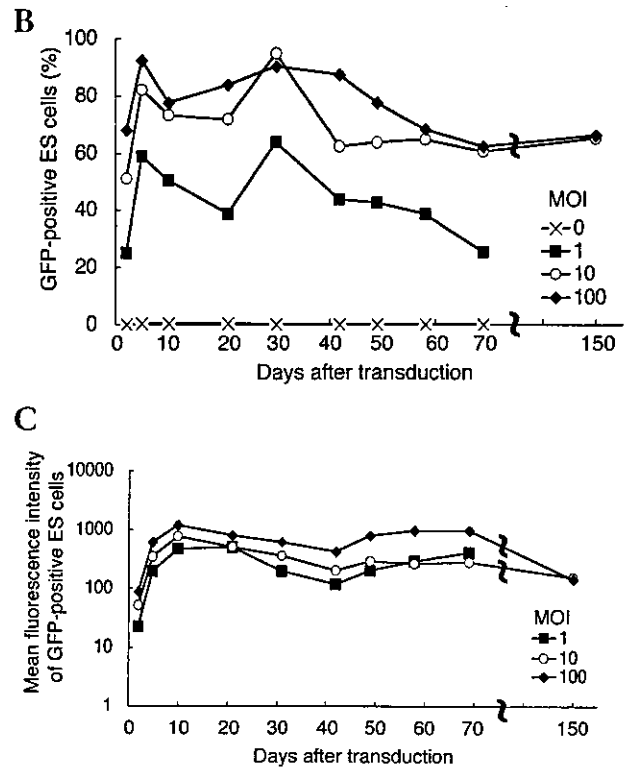 B
GFP-positive ES cells (%)
100
80
60
40
20
0
0 10 20 30 40 50 60 70 150
Days after transduction
MOI
0
1
10
100
C
Mean fluorescence intensity
of GFP-positive ES cells
10000
1000
100
10
1
0 10 20 30 40 50 60 70 150
Days after transduction
MOI
1
10
100